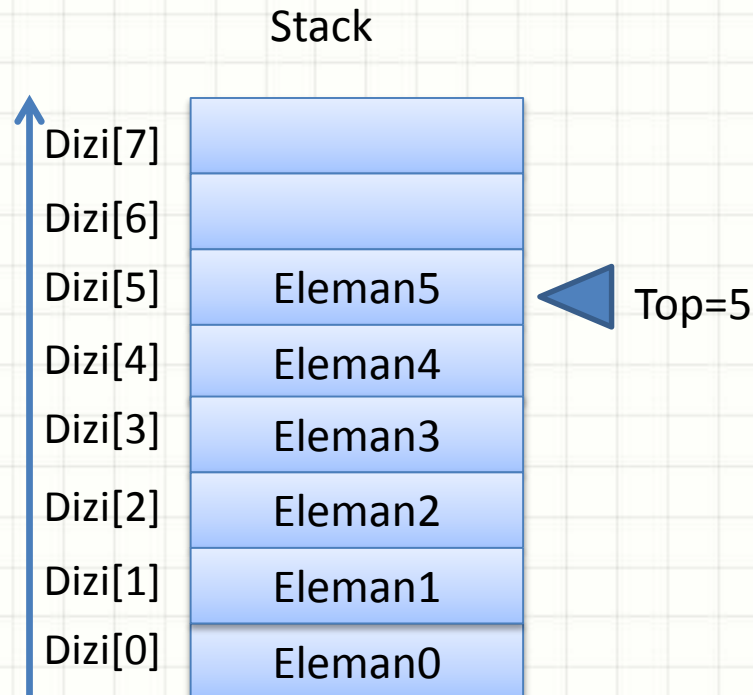 Stack
Dizi[7]
Dizi[6]
Dizi[5] Eleman5 Top=5
Dizi[4] Eleman4
Dizi[3] Eleman3
Dizi[2] Eleman2
Dizi[1] Eleman1
Dizi[0] Eleman0